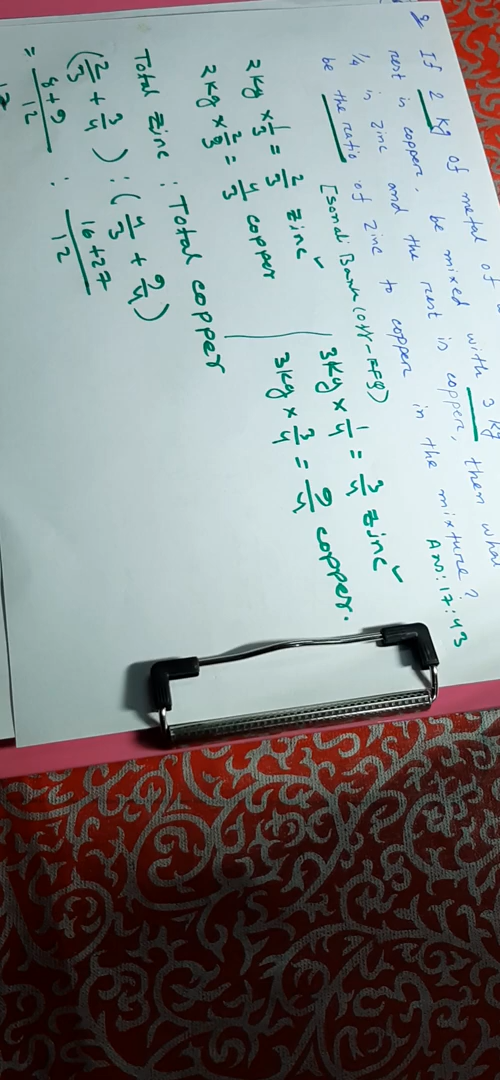 Q. If 2 kg of metal of
rest is copper, be mixed with 3 kg
1/4 is zinc and the rest is copper, then what
be the ratio of zinc to copper in the mixture?
[Sonali Bank (Off-FF8)
Ans: 17:43
2kg × 1/3 = 2/3 zinc
2kg × 2/3 = 4/3 copper
3kg × 1/4 = 3/4 zinc
3kg × 3/4 = 9/4 copper.
Total zinc : Total copper
(2/3 + 3/4) : (4/3 + 9/4)
= 8+9/12 : 16+27/12
17